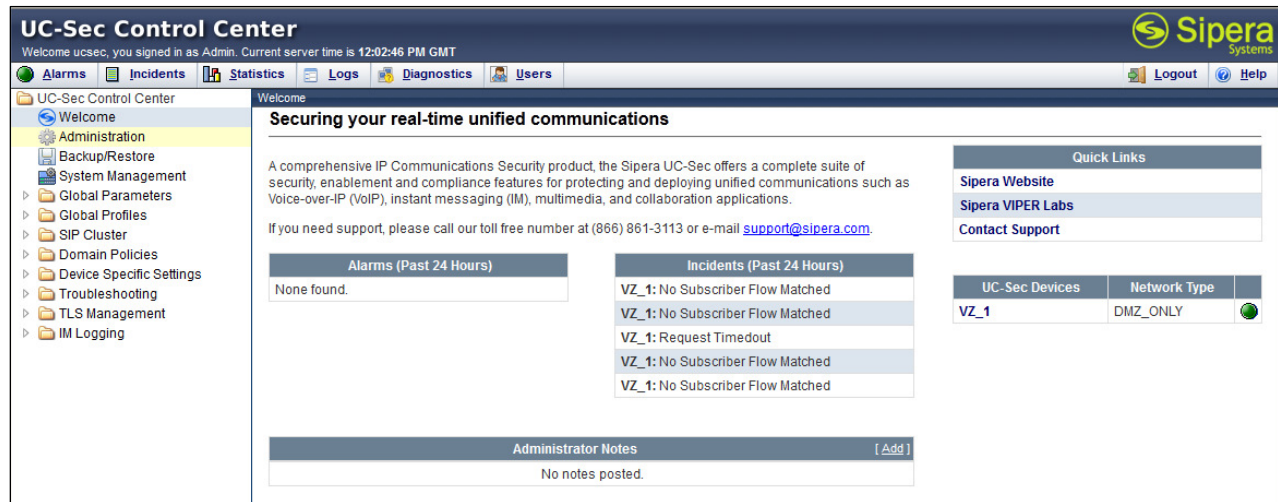 UC-Sec Control Center
Welcome ucsec, you signed in as Admin. Current server time is 12:02:46 PM GMT
Sipera
Systems
Alarms Incidents Statistics Logs Diagnostics Users Logout Help
UC-Sec Control Center
Welcome
Administration
Backup/Restore
System Management
Global Parameters
Global Profiles
SIP Cluster
Domain Policies
Device Specific Settings
Troubleshooting
TLS Management
IM Logging
Welcome
Securing your real-time unified communications
A comprehensive IP Communications Security product, the Sipera UC-Sec offers a complete suite of
security, enablement and compliance features for protecting and deploying unified communications such as
Voice-over-IP (VoIP), instant messaging (IM), multimedia, and collaboration applications.
If you need support, please call our toll free number at (866) 861-3113 or e-mail support@sipera.com.
Alarms (Past 24 Hours)
None found.
Incidents (Past 24 Hours)
VZ_1: No Subscriber Flow Matched
VZ_1: No Subscriber Flow Matched
VZ_1: Request Timedout
VZ_1: No Subscriber Flow Matched
VZ_1: No Subscriber Flow Matched
Administrator Notes [ Add ]
No notes posted.
Quick Links
Sipera Website
Sipera VIPER Labs
Contact Support
UC-Sec Devices Network Type
VZ_1 DMZ_ONLY